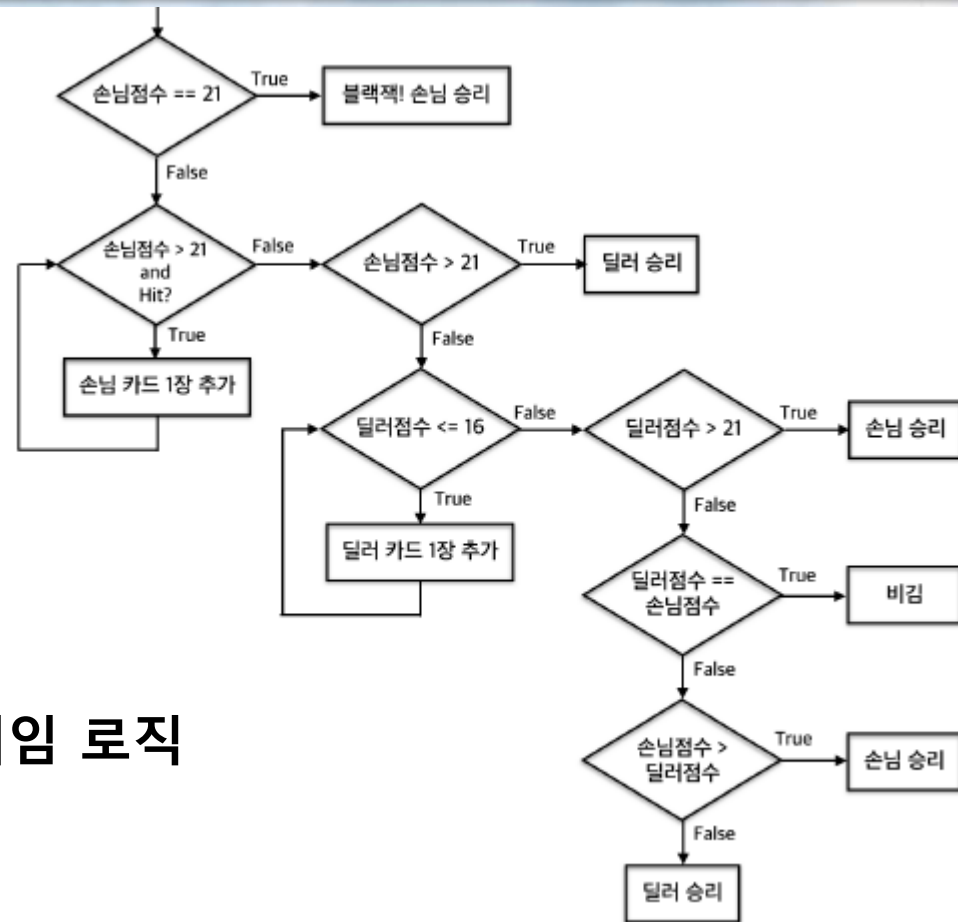 손님점수 == 21
True
블랙잭! 손님 승리
False
손님점수 > 21
and
Hit?
False
손님점수 > 21
True
딜러 승리
True
False
손님 카드 1장 추가
딜러점수 <= 16
False
딜러점수 > 21
True
손님 승리
True
False
딜러 카드 1장 추가
딜러점수 ==
손님점수
True
비김
False
임 로직
손님점수 >
딜러점수
True
손님 승리
False
딜러 승리